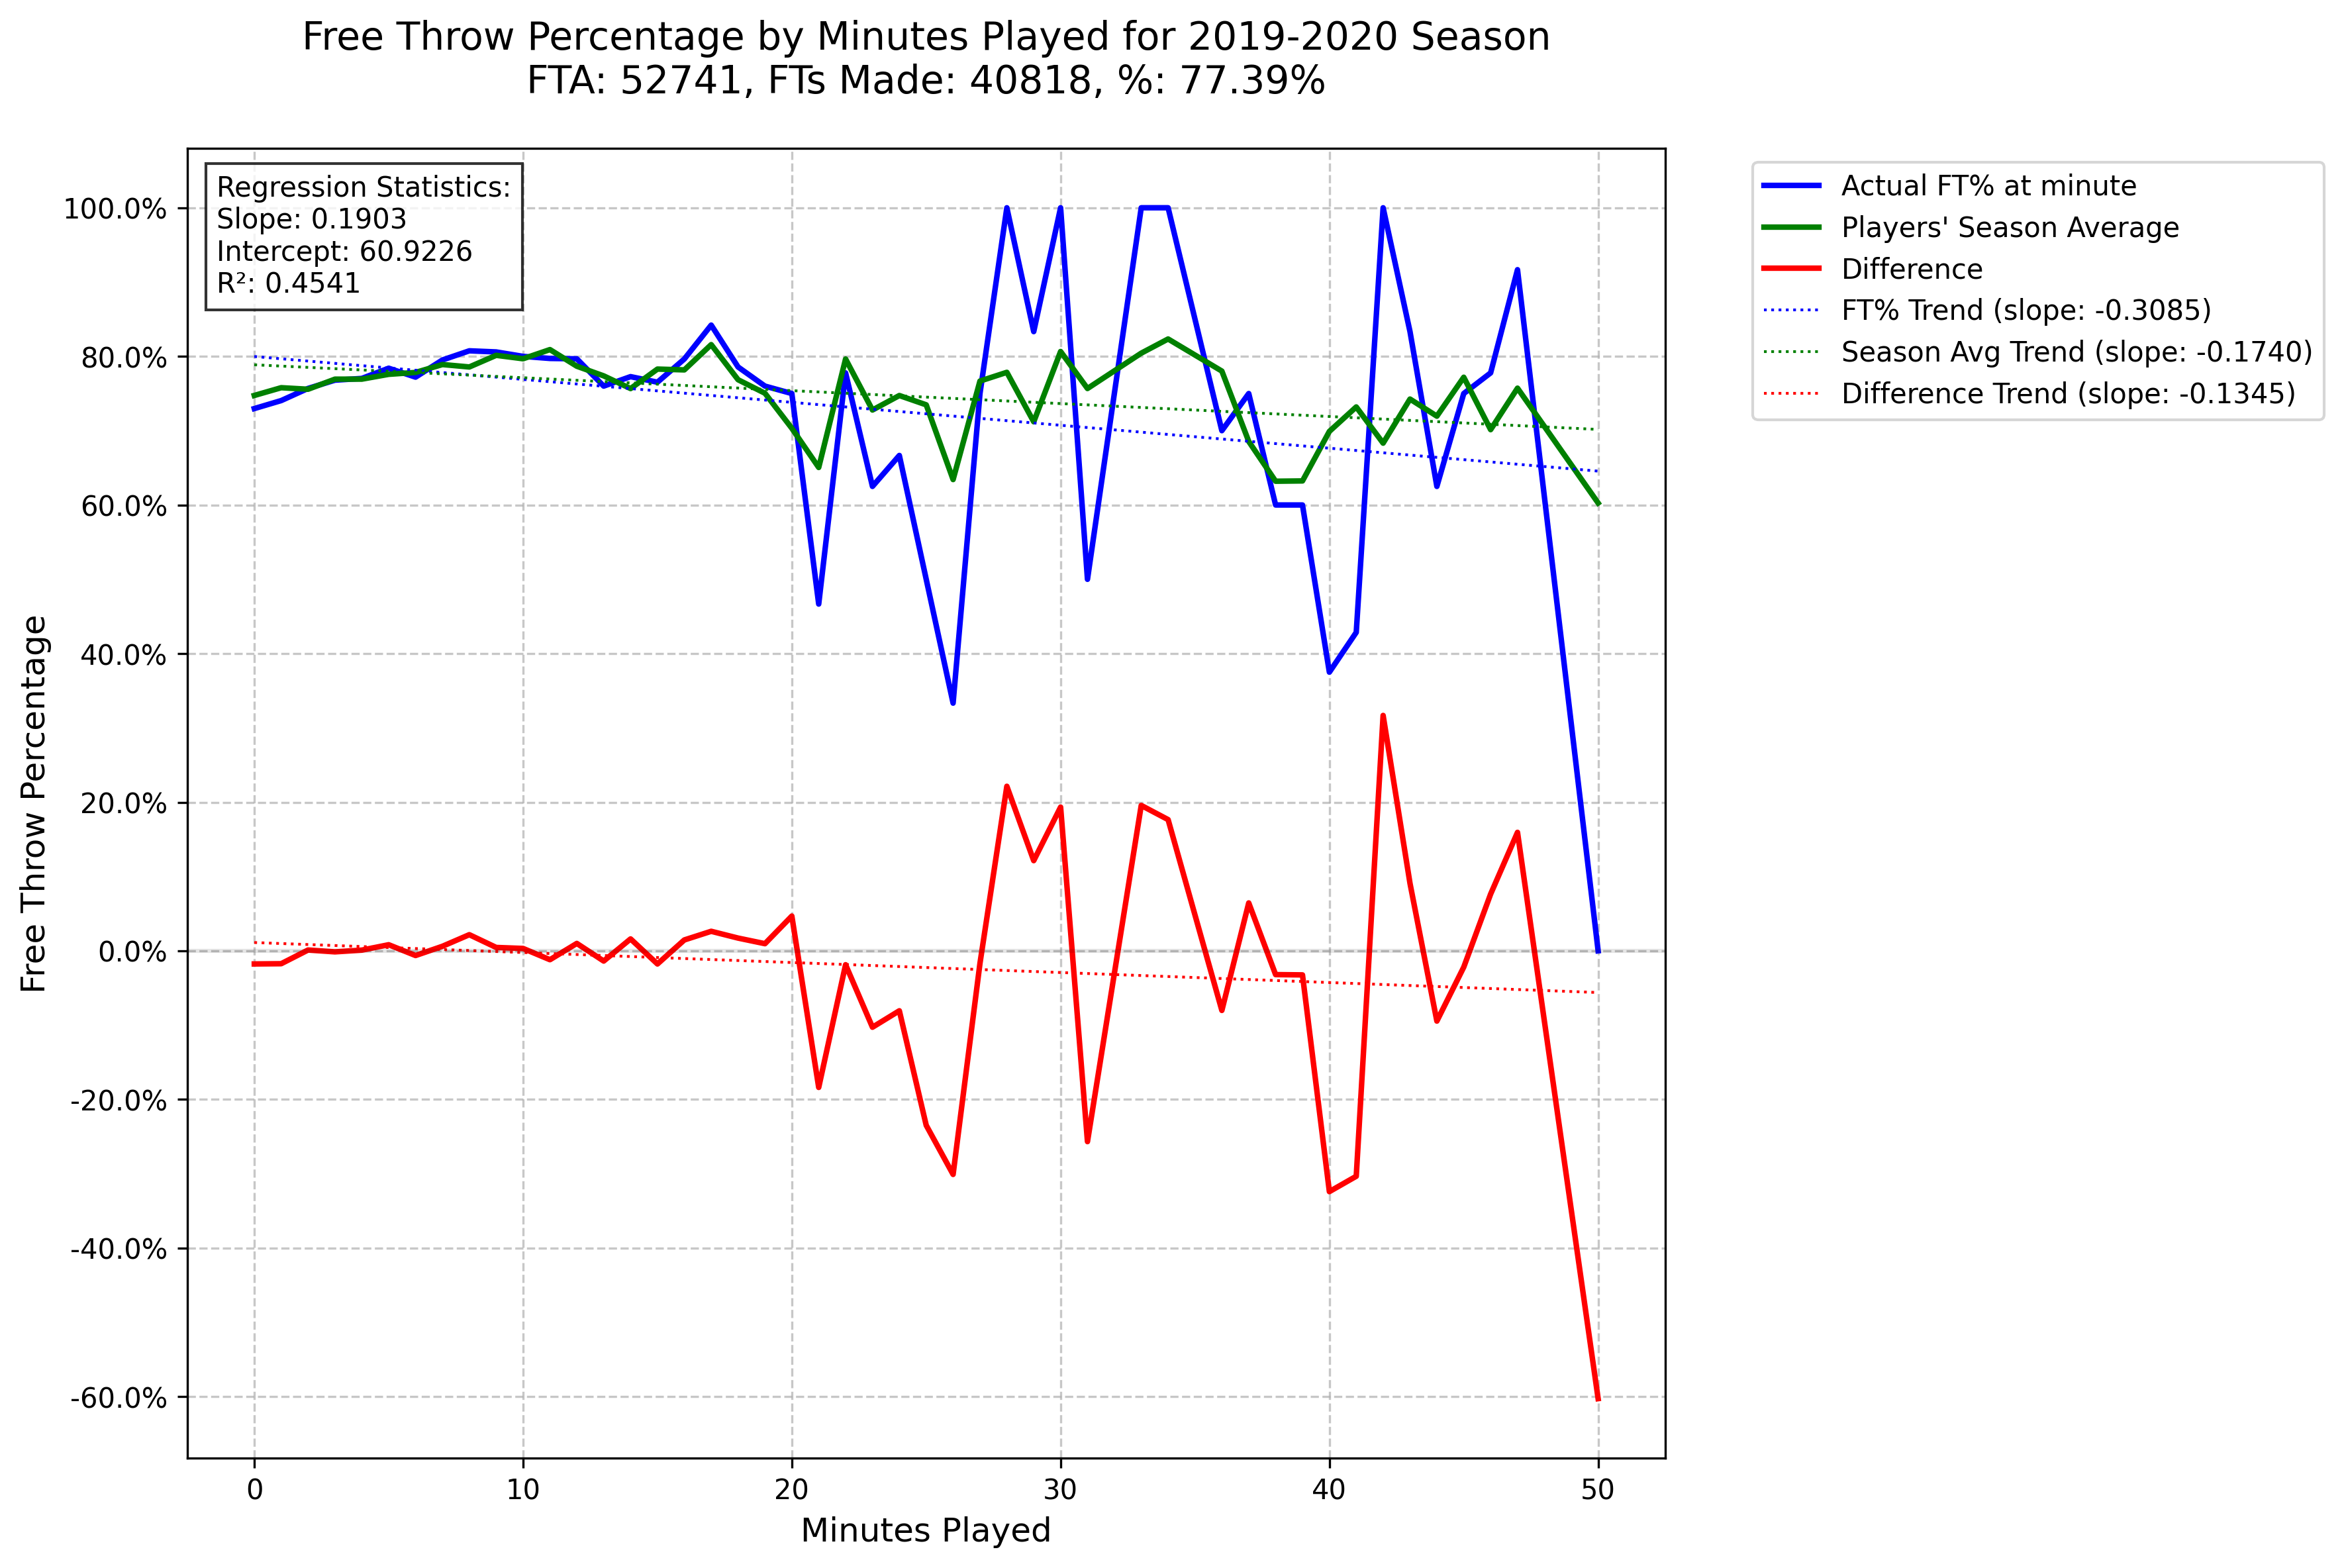 Free Throw Percentage by Minutes Played for 2019-2020 Season
FTA: 52741, FTs Made: 40818, %: 77.39%
Regression Statistics:
Slope: 0.1903
Intercept: 60.9226
R²: 0.4541
Actual FT% at minute
Players' Season Average
Difference
FT% Trend (slope: -0.3085)
Season Avg Trend (slope: -0.1740)
Difference Trend (slope: -0.1345)
Free Throw Percentage
100.0%
80.0%
60.0%
40.0%
20.0%
0.0%
-20.0%
-40.0%
-60.0%
0
10
20
30
40
50
Minutes Played